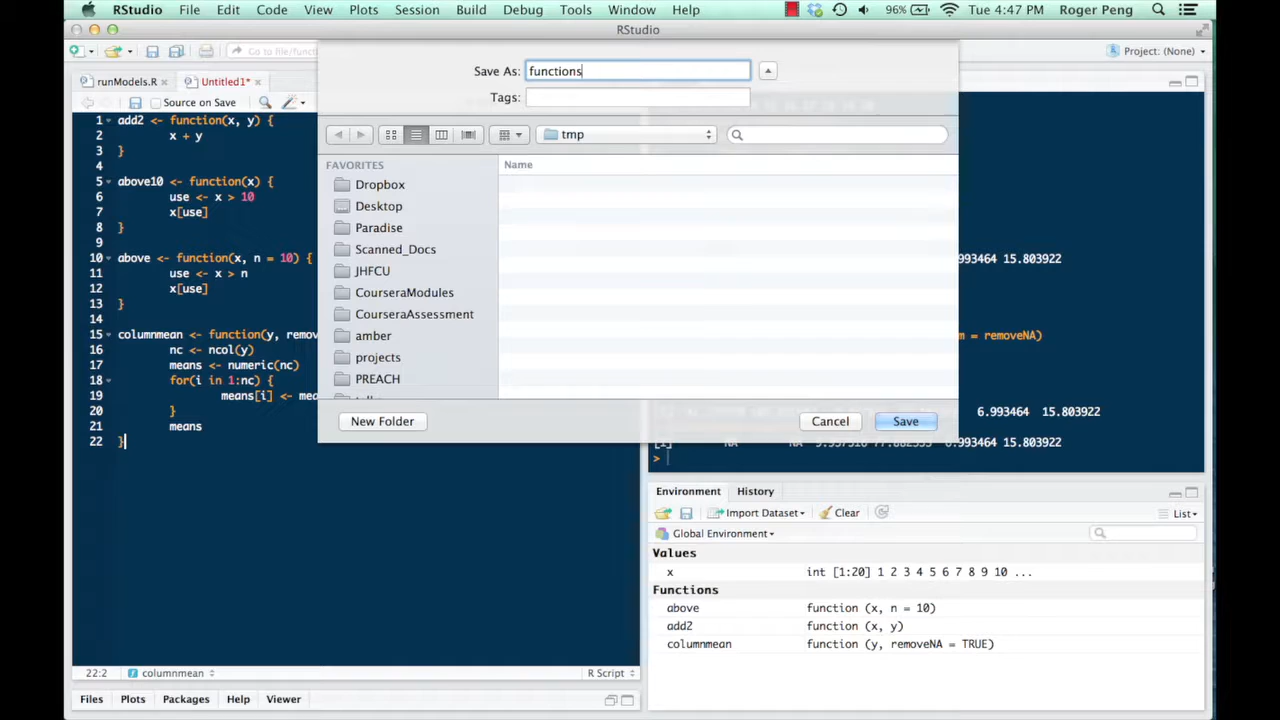 RStudio File Edit Code View Plots Session Build Debug Tools Window Help 96% Tue 4:47 PM Roger Peng
RStudio
Go to file/func
Project: (None)
Save As: functions
Tags:
tmp
runModels.R Untitled1*
Source on Save
FAVORITES
Dropbox
Desktop
Paradise
Scanned_Docs
JHFCU
CourseraModules
CourseraAssessment
amber
projects
PREACH
Name
New Folder
Cancel
Save
1 add2 <- function(x, y) {
2 x + y
3 }
4
5 above10 <- function(x) {
6 use <- x > 10
7 x[use]
8 }
9
10 above <- function(x, n = 10) {
11 use <- x > n
12 x[use]
13 }
14
15 columnmean <- function(y, remov
16 nc <- ncol(y)
17 means <- numeric(nc)
18 for(i in 1:nc) {
19 means[i] <- mea
20 }
21 means
22 }
22:2 columnmean R Script
Files Plots Packages Help Viewer
993464 15.803922
m = removeNA)
6.993464 15.803922
15.803922
>
Environment History
Import Dataset Clear List
Global Environment
Values
x int [1:20] 1 2 3 4 5 6 7 8 9 10 ...
Functions
above function (x, n = 10)
add2 function (x, y)
columnmean function (y, removeNA = TRUE)